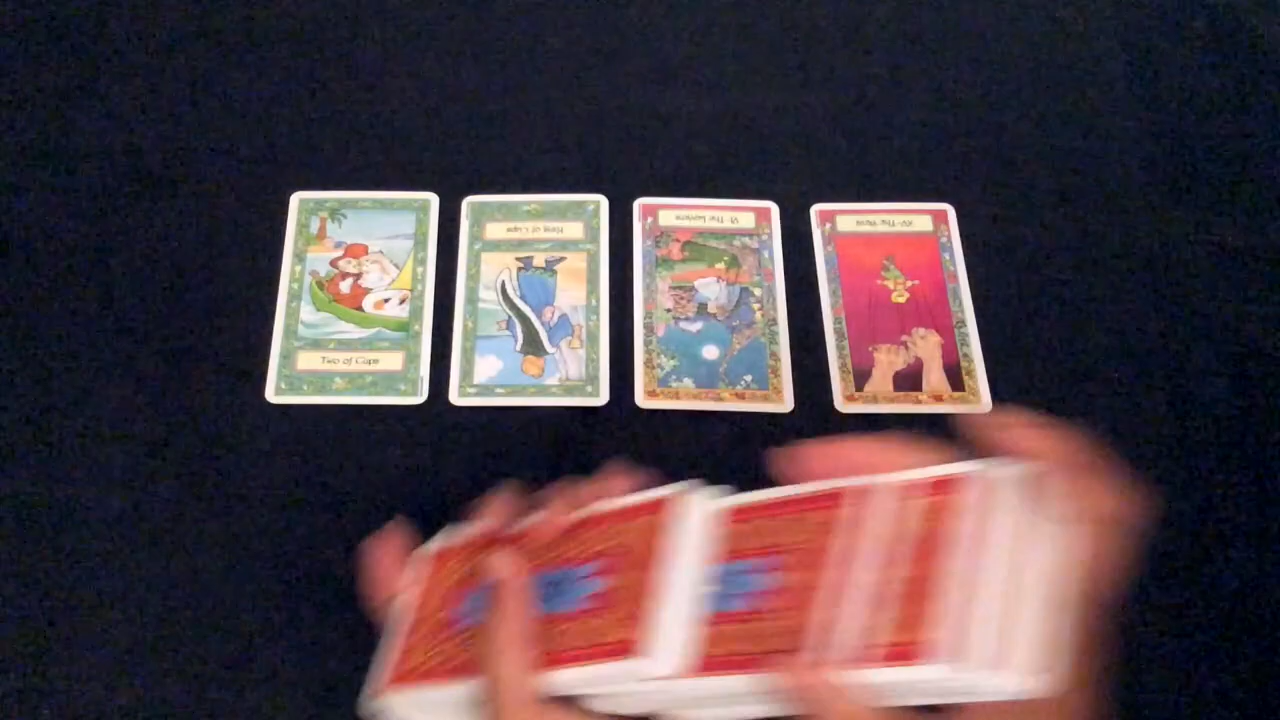 Two of Cups
King of Cups
VI- The Lovers
XV- The Devil